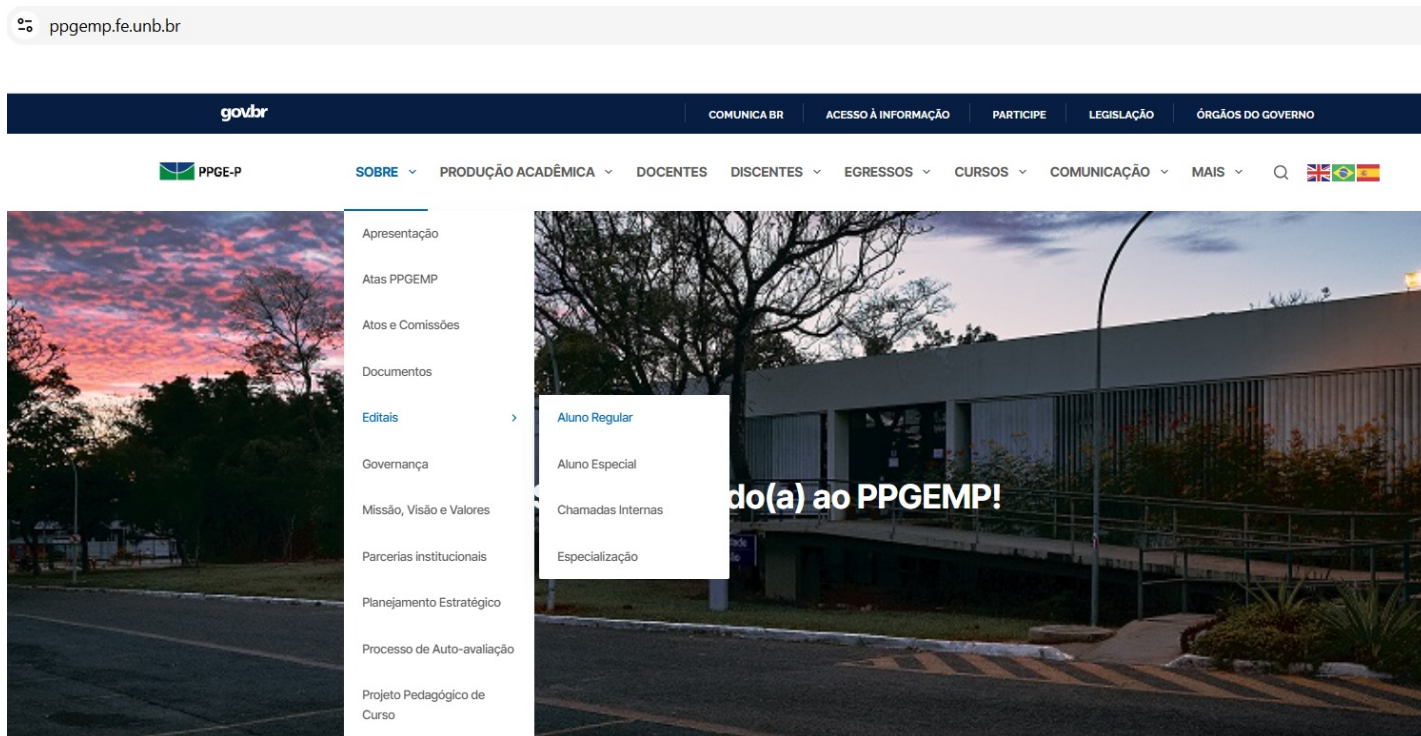 ppgemp.fe.unb.br
gov.br
COMUNICA BR
ACESSO À INFORMAÇÃO
PARTICIPE
LEGISLAÇÃO
ÓRGÃOS DO GOVERNO
PPGE-P
SOBRE
PRODUÇÃO ACADÊMICA
DOCENTES
DISCENTES
EGRESSOS
CURSOS
COMUNICAÇÃO
MAIS
Apresentação
Atas PPGEMP
Atos e Comissões
Documentos
Editais
Governança
Missão, Visão e Valores
Parcerias institucionais
Planejamento Estratégico
Processo de Auto-avaliação
Projeto Pedagógico de
Curso
Aluno Regular
Aluno Especial
Chamadas Internas
Especialização
do(a) ao PPGEMP!